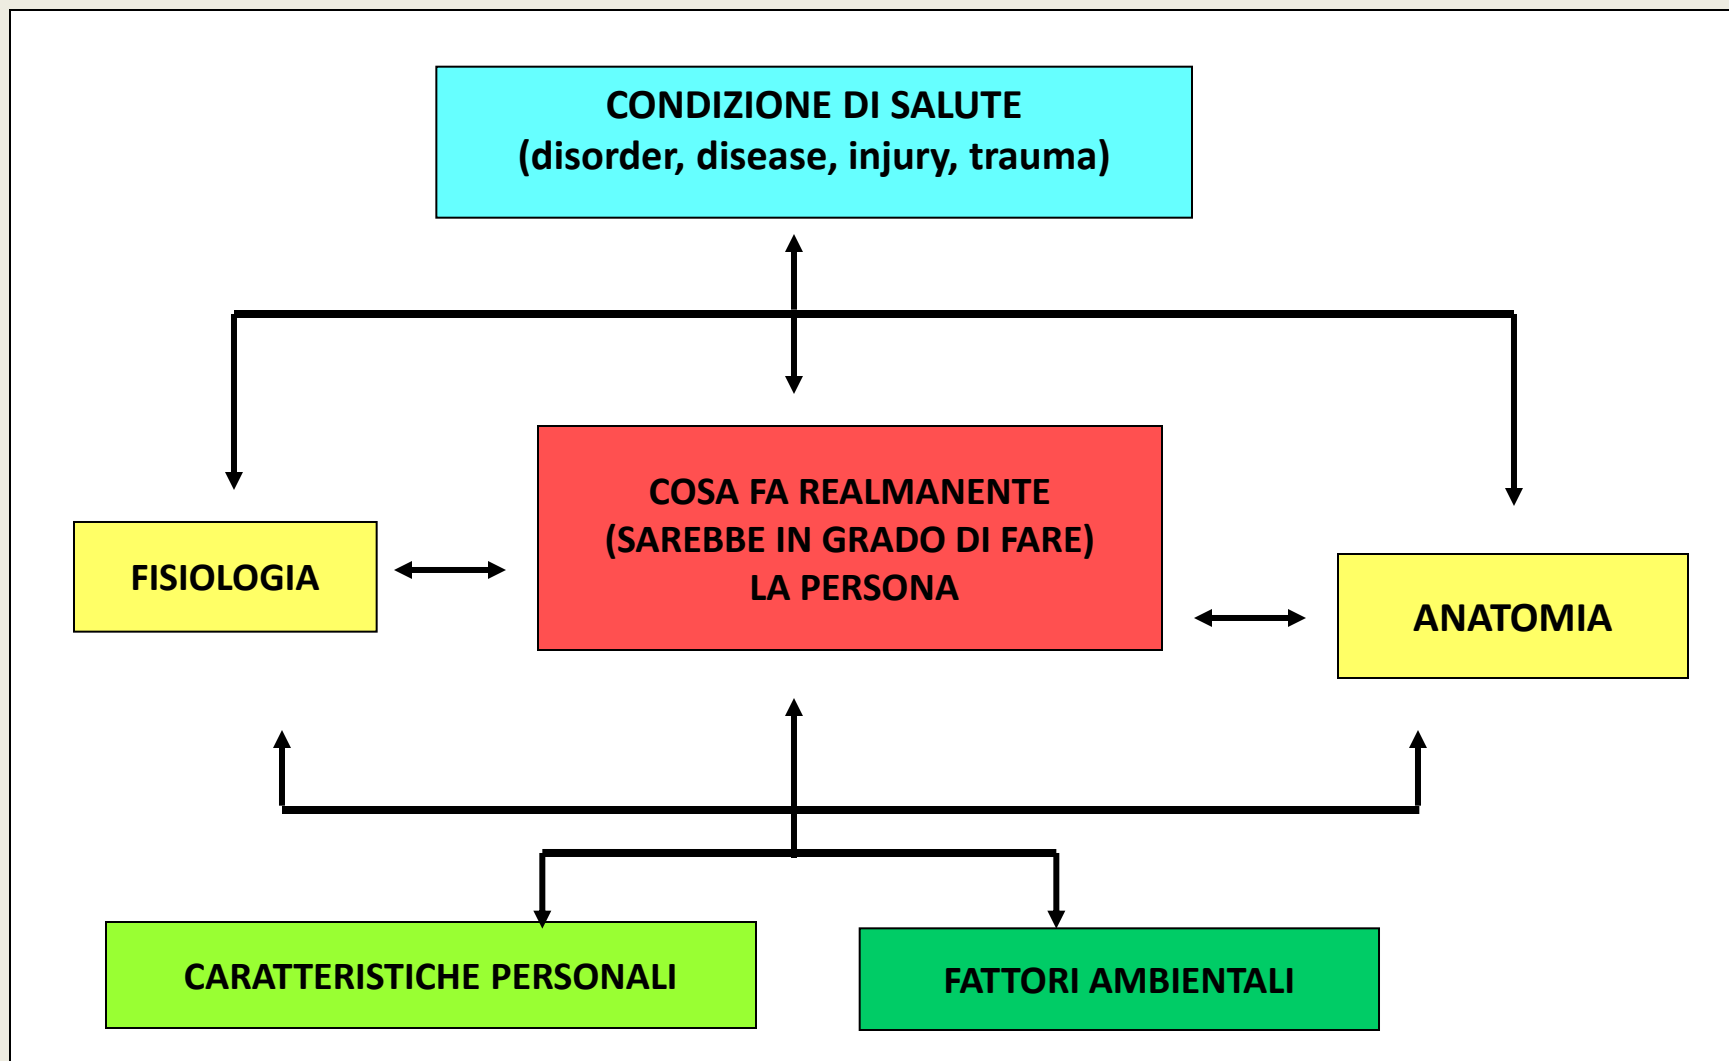 CONDIZIONE DI SALUTE
(disorder, disease, injury, trauma)
COSA FA REALMANENTE
(SAREBBE IN GRADO DI FARE)
LA PERSONA
FISIOLOGIA
ANATOMIA
CARATTERISTICHE PERSONALI
FATTORI AMBIENTALI